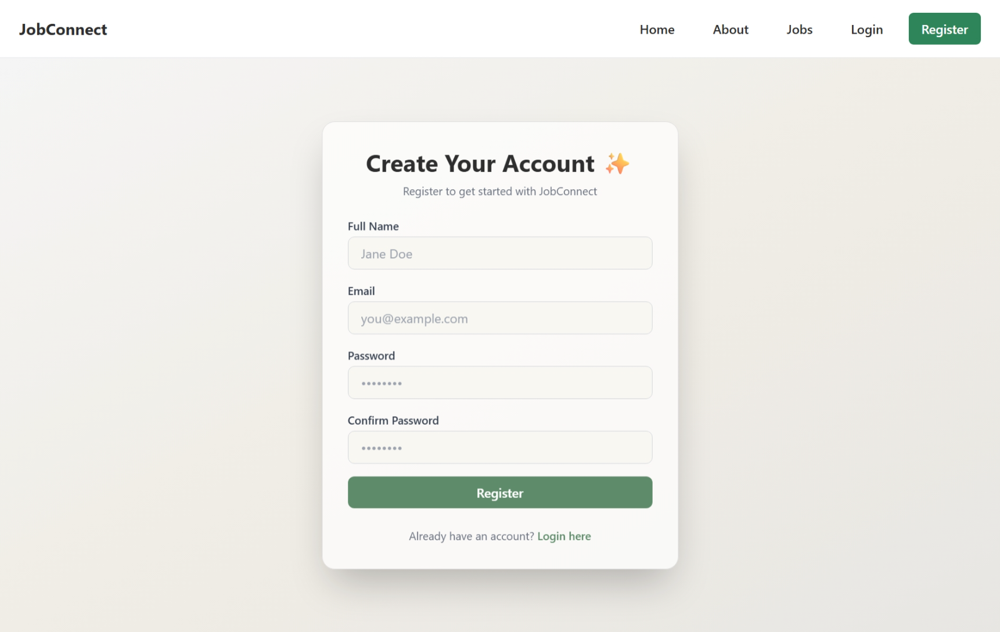 JobConnect
Home About Jobs Login Register
Create Your Account ✨
Register to get started with JobConnect
Full Name
Jane Doe
Email
you@example.com
Password
••••••••
Confirm Password
••••••••
Register
Already have an account? Login here